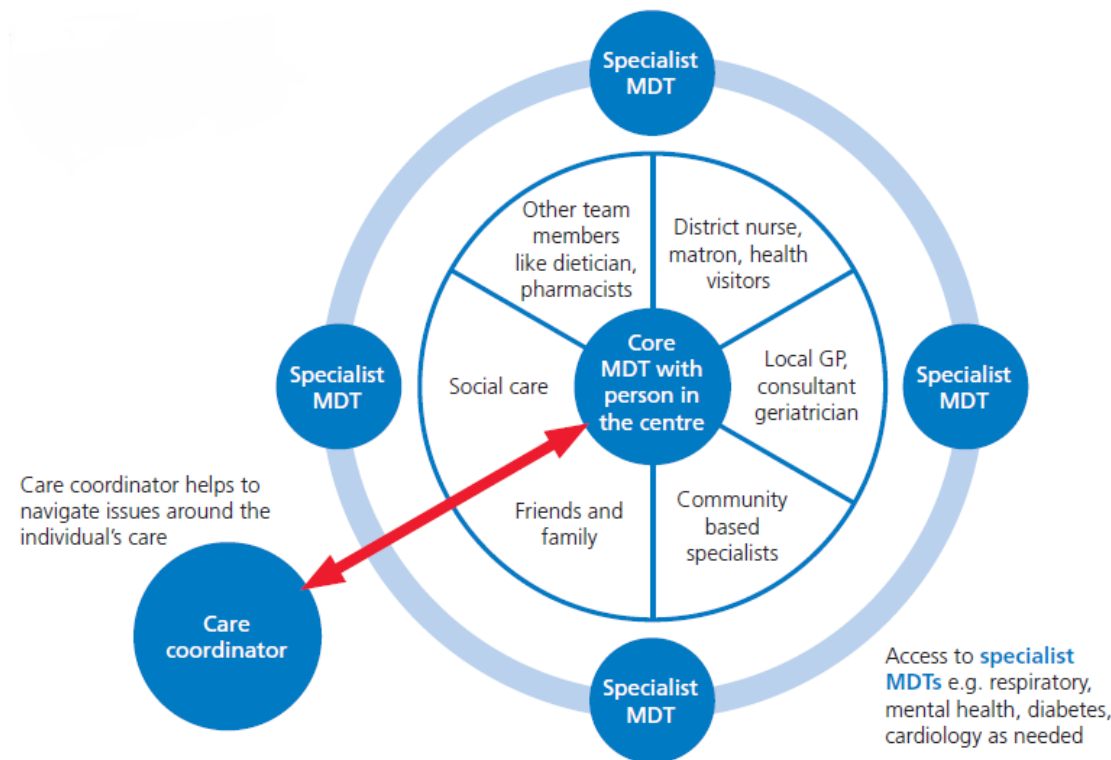 Specialist
MDT
Other team
members
like dietician,
pharmacists
District nurse,
matron, health
visitors
Specialist
MDT
Social care
Core
MDT with
person in
the centre
Local GP,
consultant
geriatrician
Specialist
MDT
Care coordinator helps to
navigate issues around the
individual's care
Friends and
family
Community
based
specialists
Care
coordinator
Specialist
MDT
Access to specialist
MDTs e.g. respiratory,
mental health, diabetes,
cardiology as needed